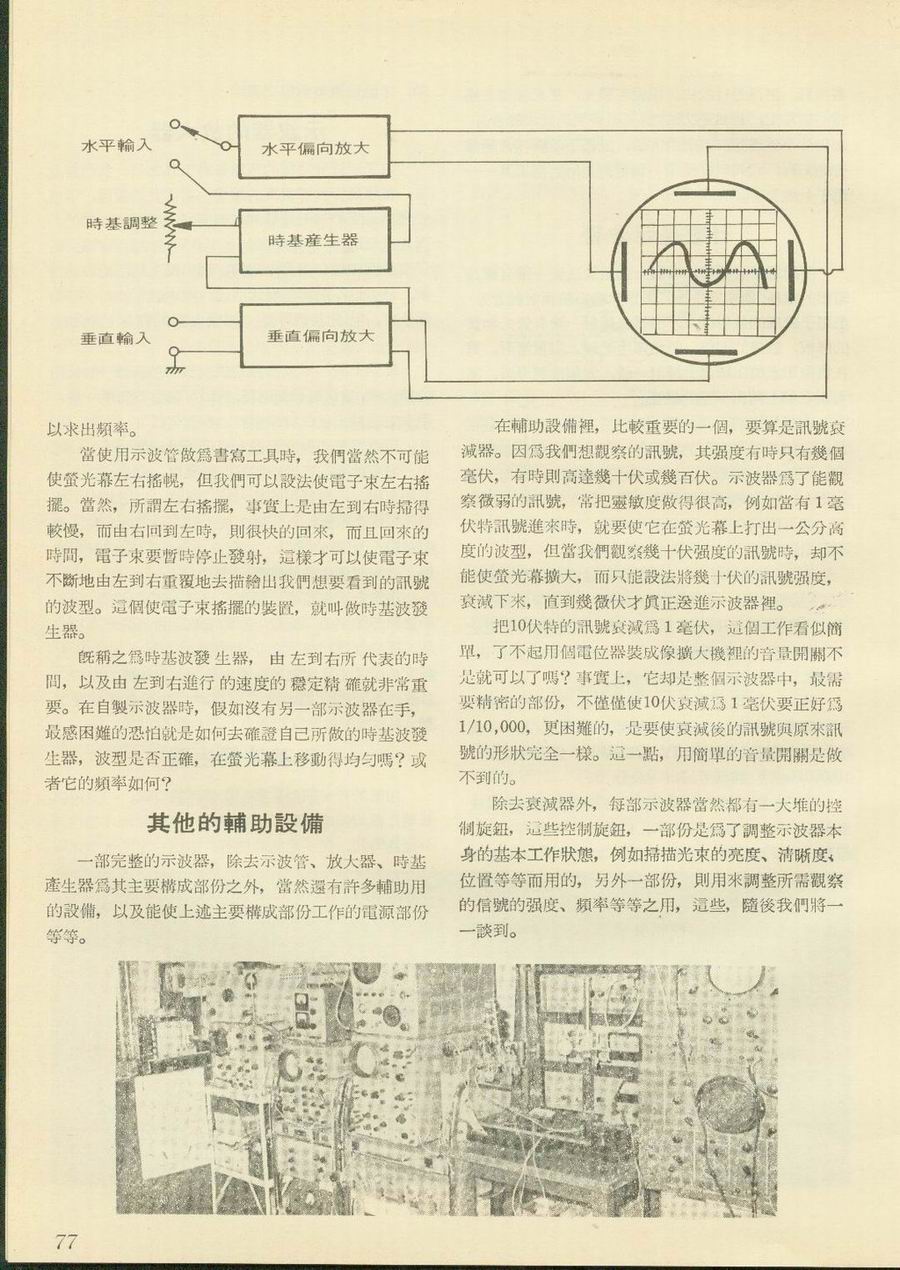 水平輸入
水平偏向放大
時基調整
時基産生器
垂直輸入
垂直偏向放大
以求出頻率。
當使用示波管做爲書寫工具時，我們當然不可能
使螢光幕左右搖幌，但我們可以設法使電子束左右搖
擺。當然，所謂左右搖擺，事實上是由左到右時掃得
較慢，而由右回到左時，則很快的回來，而且回來的
時間，電子束要暫時停止發射，這樣才可以使電子束
不斷地由左到右重覆地去描繪出我們想要看到的訊號
的波型。這個使電子束搖擺的裝置，就叫做時基波發
生器。
旣稱之爲時基波發生器，由左到右所代表的時
間，以及由左到右進行的速度的穩定精確就非常重
要。在自製示波器時，假如沒有另一部示波器在手，
最感困難的恐怕就是如何去確證自己所做的時基波發
生器，波型是否正確，在螢光幕上移動得均勻嗎？或
者它的頻率如何？
其他的輔助設備
一部完整的示波器，除去示波管、放大器、時基
產生器爲其主要構成部份之外，當然還有許多輔助用
的設備，以及能使上述主要構成部份工作的電源部份
等等。
在輔助設備裡，比較重要的一個，要算是訊號衰
減器。因爲我們想觀察的訊號，其强度有時只有幾個
毫伏，有時則高達幾十伏或幾百伏。示波器爲了能觀
察微弱的訊號，常把靈敏度做得很高，例如當有1毫
伏特訊號進來時，就要使它在螢光幕上打出一公分高
度的波型，但當我們觀察幾十伏强度的訊號時，却不
能使螢光幕擴大，而只能設法將幾十伏的訊號强度，
衰減下來，直到幾微伏才眞正送進示波器裡。
把10伏特的訊號衰減爲1毫伏，這個工作看似簡
單，了不起用個電位器裝成像擴大機裡的音量開關不
是就可以了嗎？事實上，它却是整個示波器中，最需
要精密的部份，不僅僅使10伏衰減爲1毫伏要正好爲
1/10,000，更困難的，是要使衰減後的訊號與原來訊
號的形狀完全一樣。這一點，用簡單的音量開關是做
不到的。
除去衰減器外，每部示波器當然都有一大堆的控
制旋鈕，這些控制旋鈕，一部份是爲了調整示波器本
身的基本工作狀態，例如掃描光束的亮度、清晰度、
位置等等而用的，另外一部份，則用來調整所需觀察
的信號的强度、頻率等等之用，這些，隨後我們將一
一談到。
77